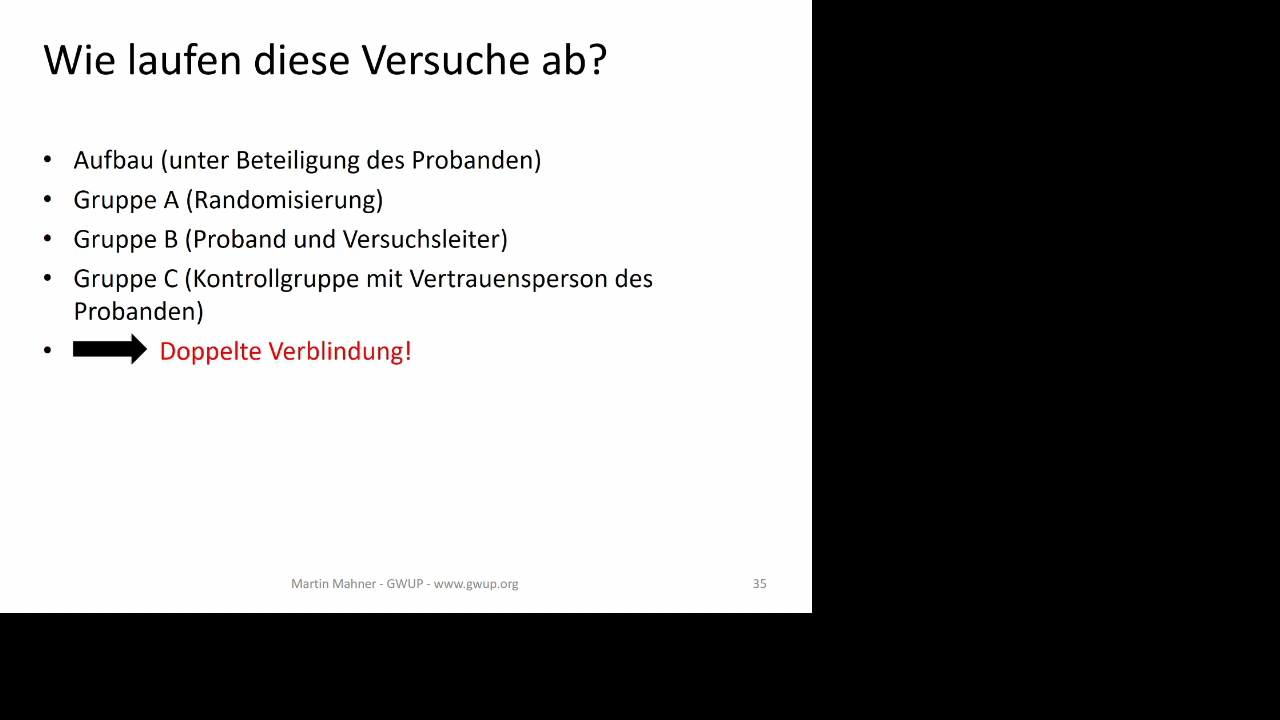 Wie laufen diese Versuche ab?
• Aufbau (unter Beteiligung des Probanden)
• Gruppe A (Randomisierung)
• Gruppe B (Proband und Versuchsleiter)
• Gruppe C (Kontrollgruppe mit Vertrauensperson des
Probanden)
• Doppelte Verblindung!
Martin Mahner - GWUP - www.gwup.org
35